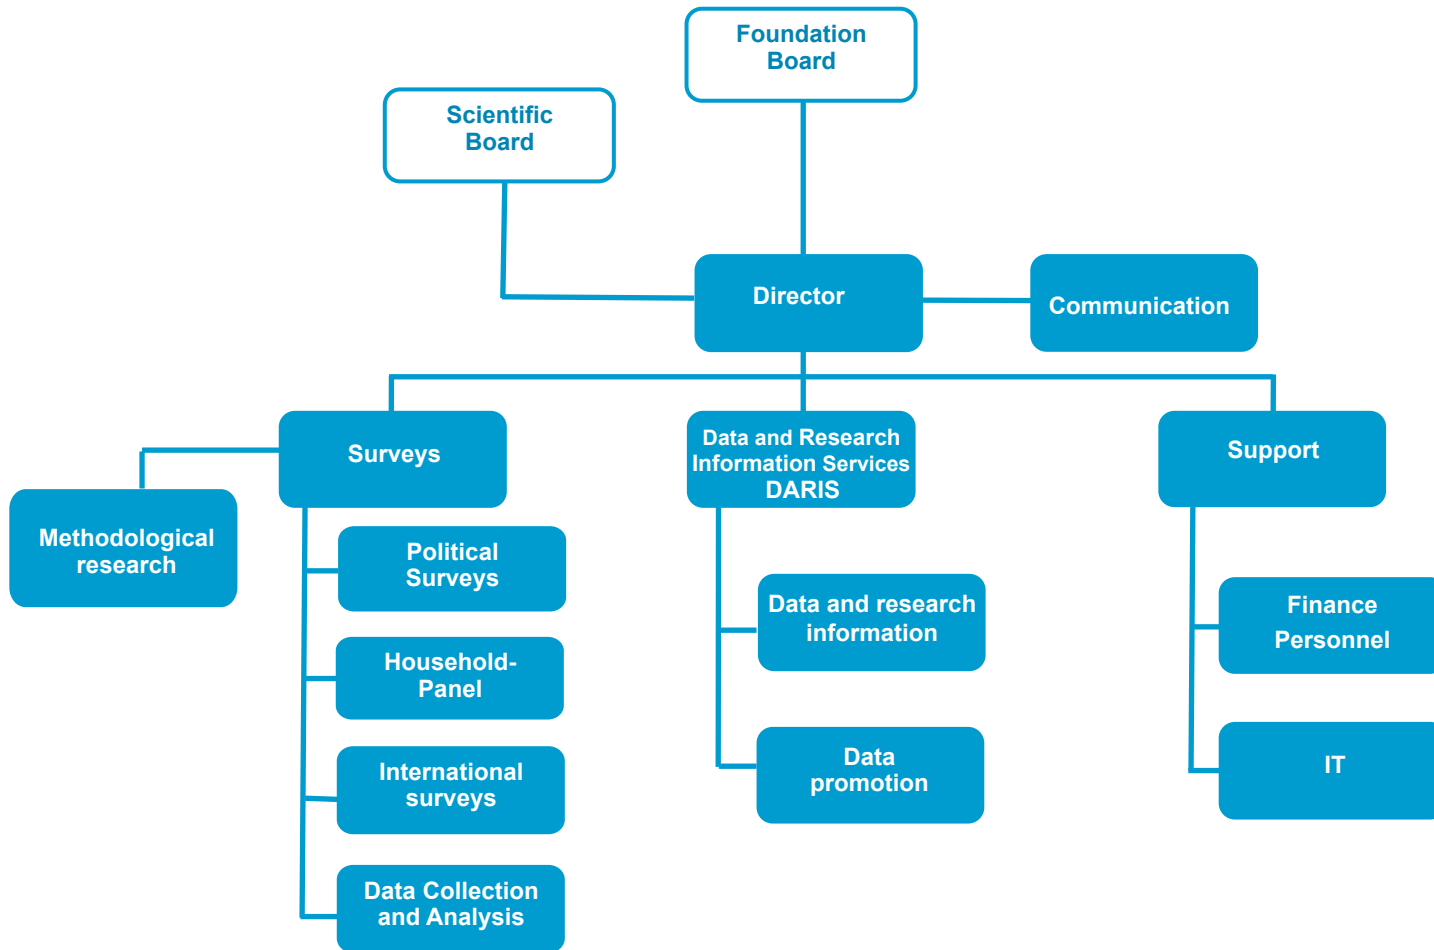 Foundation
Board
Scientific
Board
Director
Communication
Surveys
Data and Research
Information Services
DARIS
Support
Methodological
research
Political
Surveys
Household-
Panel
International
surveys
Data Collection
and Analysis
Data and research
information
Data
promotion
Finance
Personnel
IT